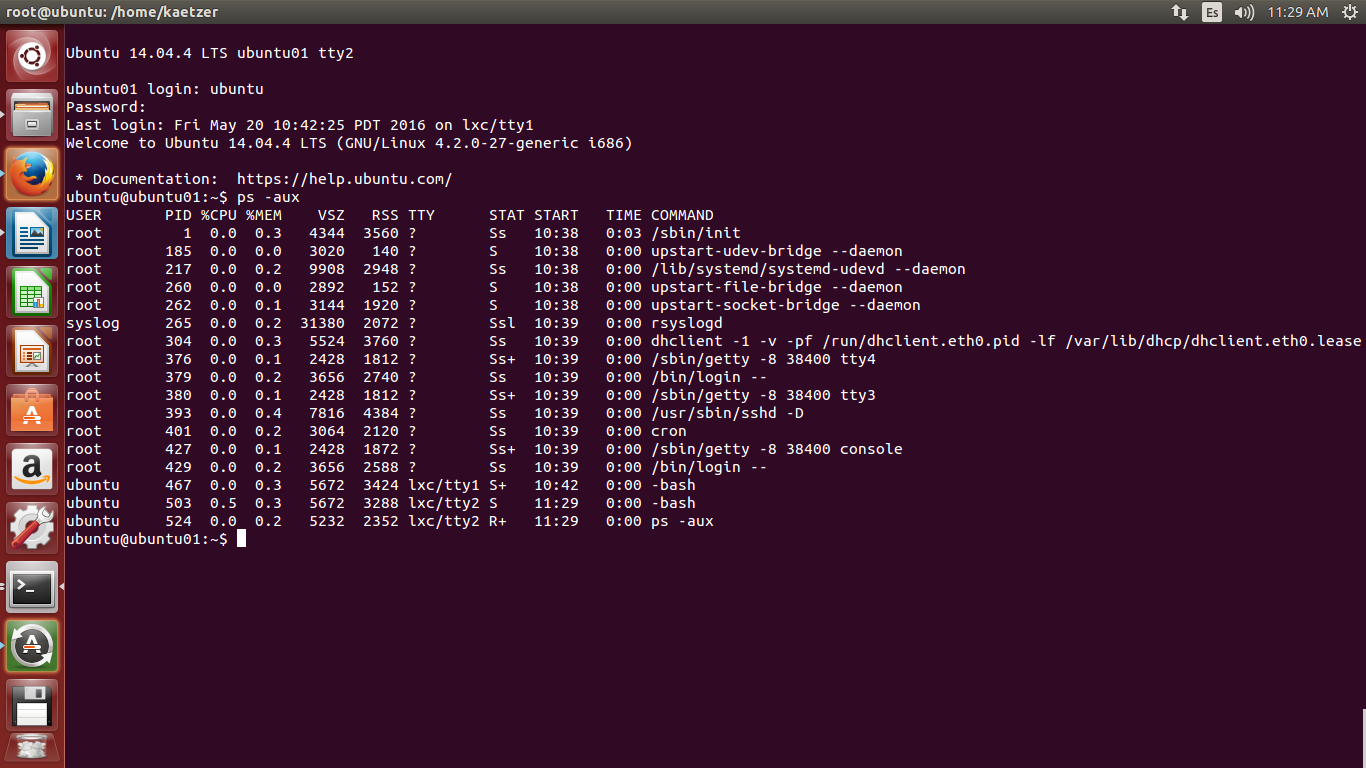 root@ubuntu: /home/kaetzer
Es
11:29 AM
Ubuntu 14.04.4 LTS ubuntu01 tty2
ubuntu01 login: ubuntu
Password:
Last login: Fri May 20 10:42:25 PDT 2016 on lxc/tty1
Welcome to Ubuntu 14.04.4 LTS (GNU/Linux 4.2.0-27-generic i686)
 * Documentation:  https://help.ubuntu.com/
ubuntu@ubuntu01:~$ ps -aux
USER       PID %CPU %MEM    VSZ   RSS TTY      STAT START   TIME COMMAND
root         1  0.0  0.3   4344  3560 ?        Ss   10:38   0:03 /sbin/init
root       185  0.0  0.0   3020   140 ?        S    10:38   0:00 upstart-udev-bridge --daemon
root       217  0.0  0.2   9908  2948 ?        Ss   10:38   0:00 /lib/systemd/systemd-udevd --daemon
root       260  0.0  0.0   2892   152 ?        S    10:38   0:00 upstart-file-bridge --daemon
root       262  0.0  0.1   3144  1920 ?        S    10:38   0:00 upstart-socket-bridge --daemon
syslog     265  0.0  0.2  31380  2072 ?        Ssl  10:39   0:00 rsyslogd
root       304  0.0  0.3   5524  3760 ?        Ss   10:39   0:00 dhclient -1 -v -pf /run/dhclient.eth0.pid -lf /var/lib/dhcp/dhclient.eth0.lease
root       376  0.0  0.1   2428  1812 ?        Ss+  10:39   0:00 /sbin/getty -8 38400 tty4
root       379  0.0  0.2   3656  2740 ?        Ss   10:39   0:00 /bin/login --
root       380  0.0  0.1   2428  1812 ?        Ss+  10:39   0:00 /sbin/getty -8 38400 tty3
root       393  0.0  0.4   7816  4384 ?        Ss   10:39   0:00 /usr/sbin/sshd -D
root       401  0.0  0.2   3064  2120 ?        Ss   10:39   0:00 cron
root       427  0.0  0.1   2428  1872 ?        Ss+  10:39   0:00 /sbin/getty -8 38400 console
root       429  0.0  0.2   3656  2588 ?        Ss   10:39   0:00 /bin/login --
ubuntu     467  0.0  0.3   5672  3424 lxc/tty1 S+   10:42   0:00 -bash
ubuntu     503  0.5  0.3   5672  3288 lxc/tty2 S    11:29   0:00 -bash
ubuntu     524  0.0  0.2   5232  2352 lxc/tty2 R+   11:29   0:00 ps -aux
ubuntu@ubuntu01:~$